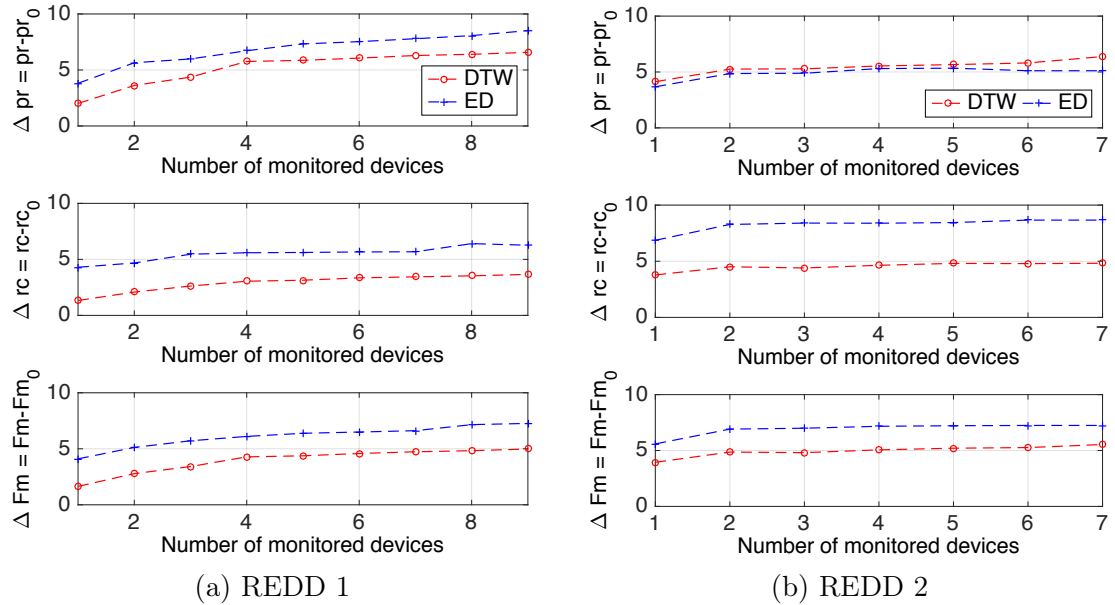 Δ pr = pr-pr0
10
5
0
DTW
ED
2 4 6 8
Number of monitored devices
Δ rc = rc-rc0
10
5
0
2 4 6 8
Number of monitored devices
Δ Fm = Fm-Fm0
10
5
0
2 4 6 8
Number of monitored devices
(a) REDD 1
Δ pr = pr-pr0
10
5
0
DTW ED
1 2 3 4 5 6 7
Number of monitored devices
Δ rc = rc-rc0
10
5
0
1 2 3 4 5 6 7
Number of monitored devices
Δ Fm = Fm-Fm0
10
5
0
1 2 3 4 5 6 7
Number of monitored devices
(b) REDD 2